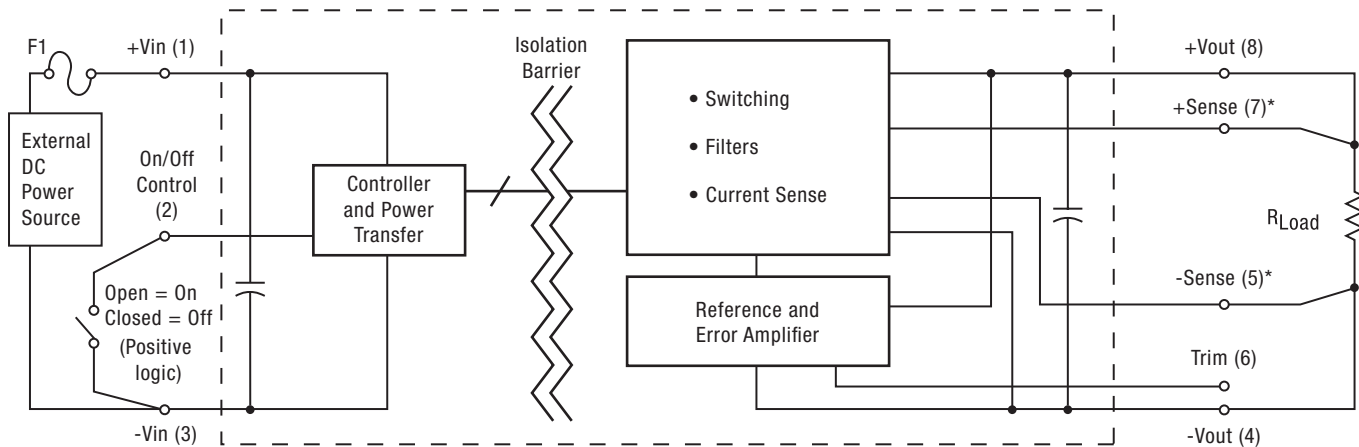 F1
+Vin (1)
External
DC
Power
Source
On/Off
Control
(2)
Open = On
Closed = Off
(Positive
logic)
-Vin (3)
Controller
and Power
Transfer
Isolation
Barrier
• Switching
• Filters
• Current Sense
Reference and
Error Amplifier
+Vout (8)
+Sense (7)*
RLoad
-Sense (5)*
Trim (6)
-Vout (4)